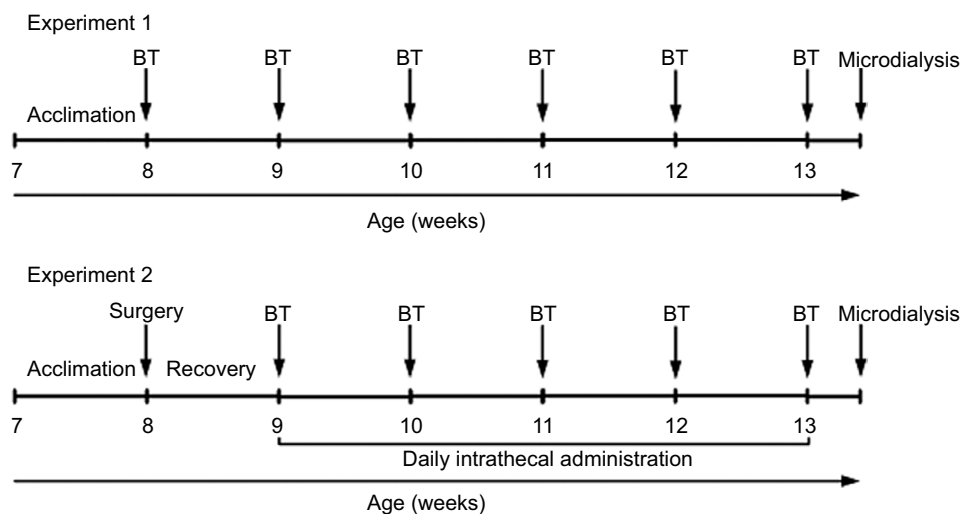 Experiment 1
BT BT BT BT BT BT Microdialysis
Acclimation
7 8 9 10 11 12 13
Age (weeks)
Experiment 2
Surgery BT BT BT BT BT Microdialysis
Acclimation Recovery
7 8 9 10 11 12 13
Daily intrathecal administration
Age (weeks)